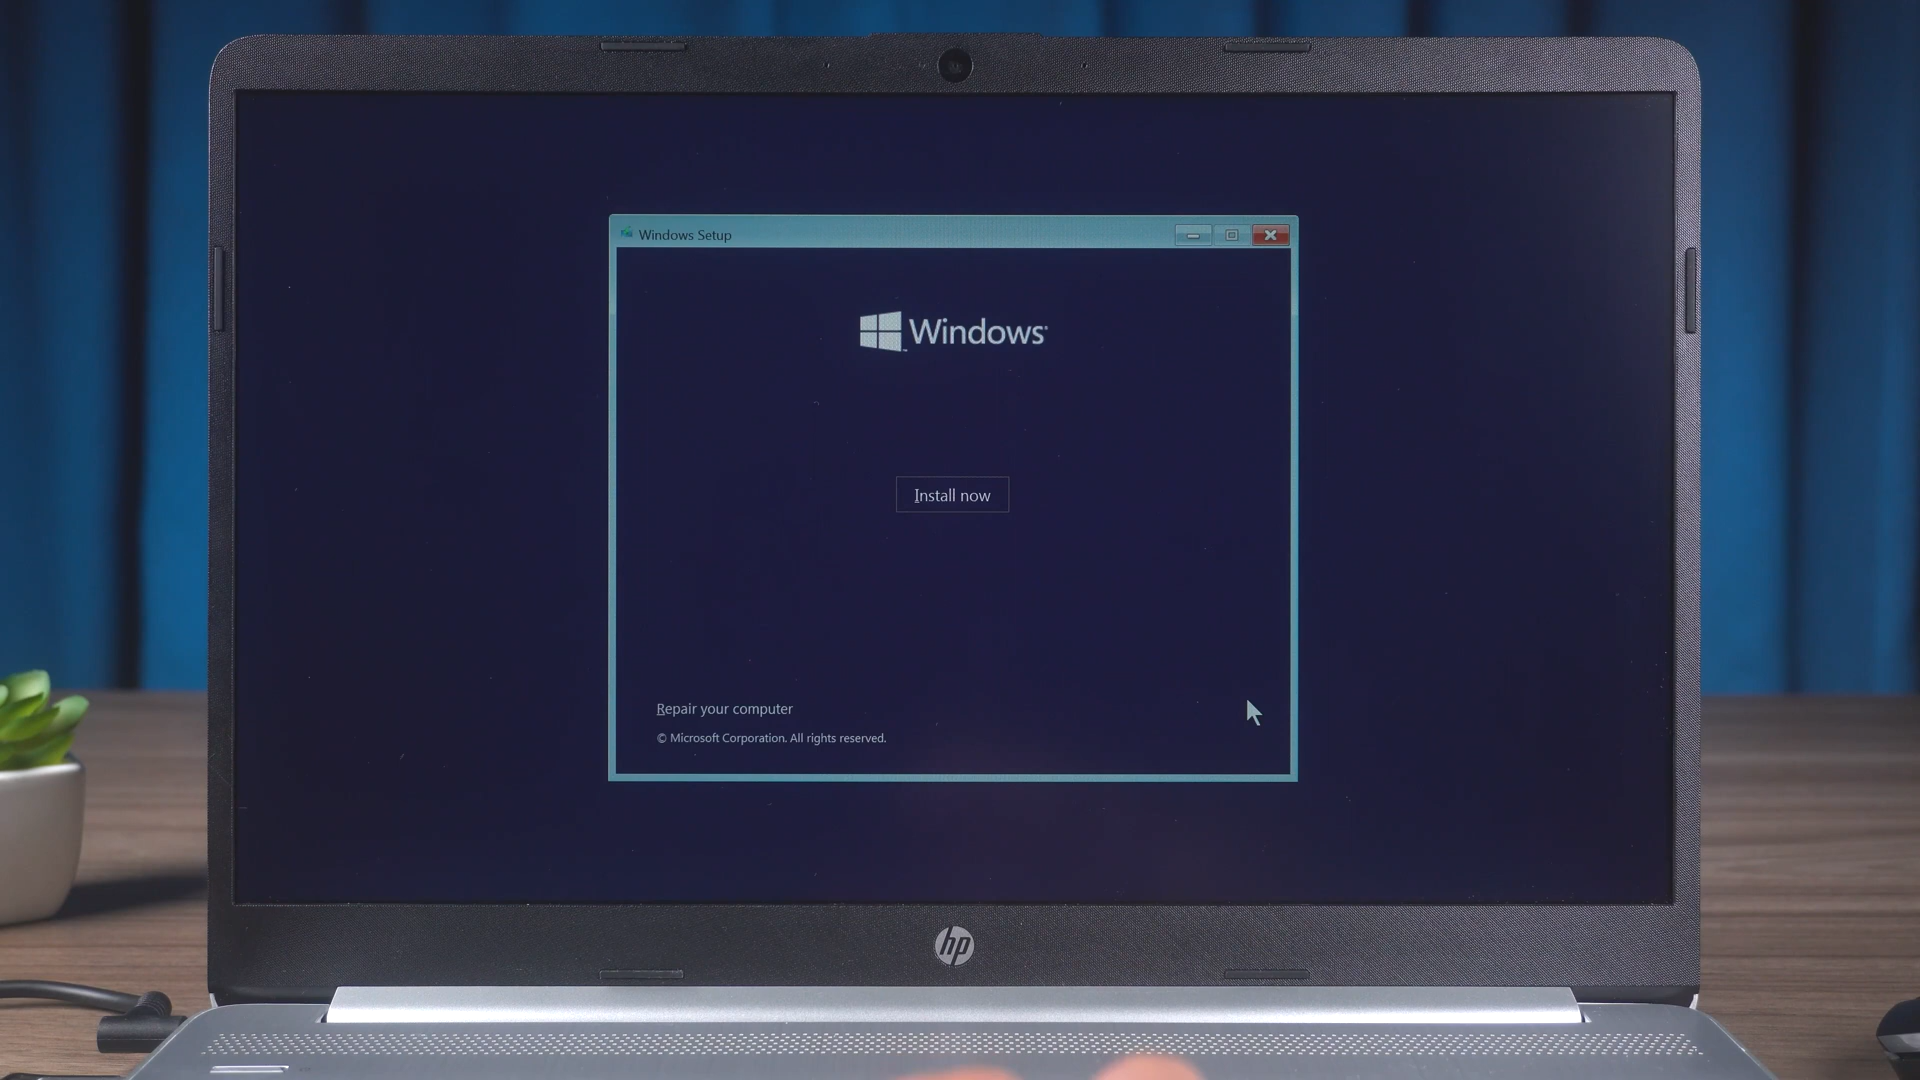 Windows Setup
Windows
Install now
Repair your computer
© Microsoft Corporation. All rights reserved.
hp